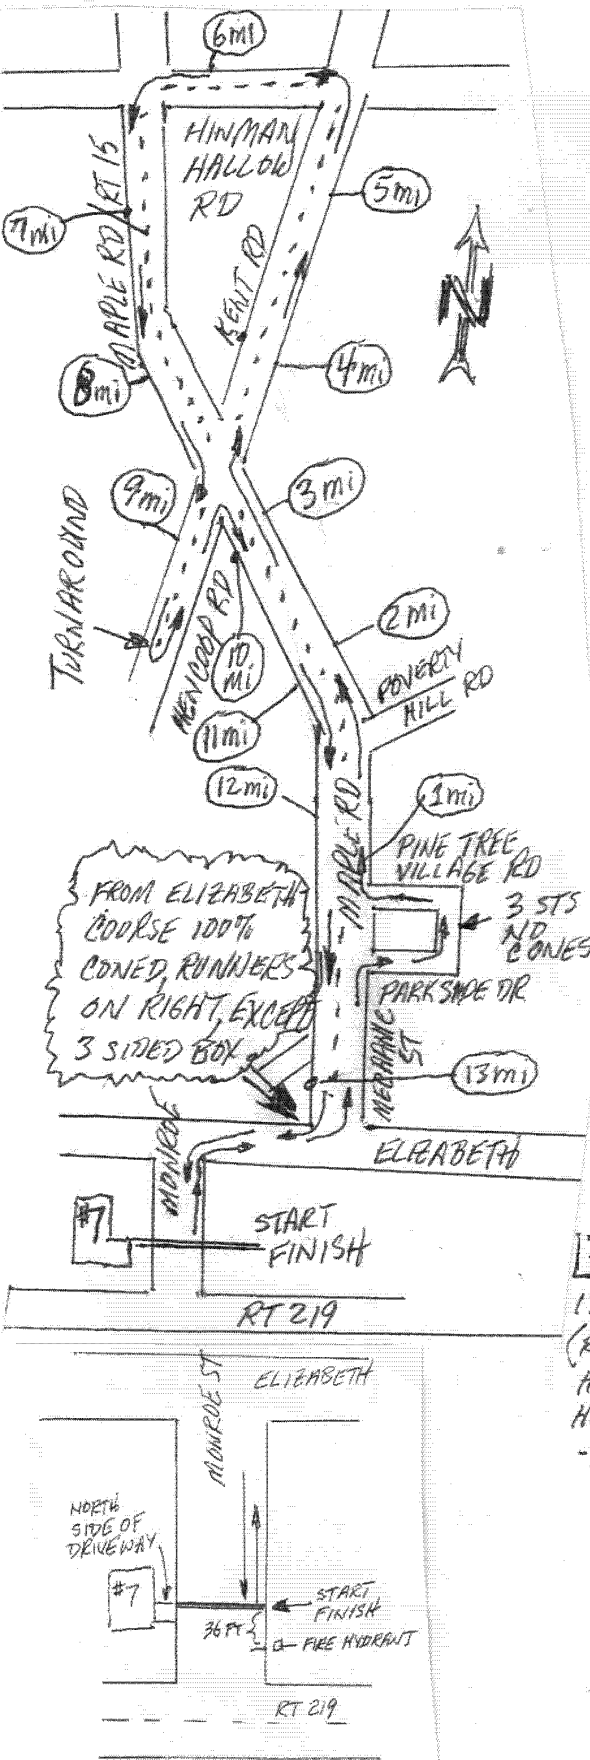 6mi
HINMAN
HALLOW
RD
MAPLE RD/RT 15
5mi
7mi
KENT RD
N
4mi
8mi
9mi
3mi
TURNAROUND
HENCOOP RD
2mi
10
mi
POVERTY
HILL RD
11mi
12mi
1mi
MAPLE RD
PINE TREE
VILLAGE RD
3 STS
NO
CONES
FROM ELIZABETH
COURSE 100%
CONED, RUNNERS
ON RIGHT, EXCEPT
3 SIDED BOX
PARKSIDE DR
MECHANIC
ST
13mi
MONROE
ELIZABETH
#7
START
FINISH
RT 219
ELIZABETH
MONROE ST
NORTH
SIDE OF
DRIVEWAY
#7
START
FINISH
36 FT
FIRE HYDRANT
RT 219